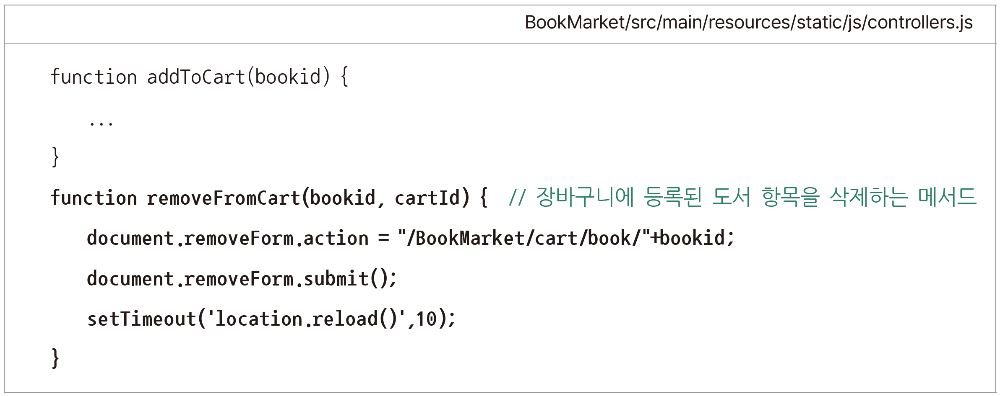 BookMarket/src/main/resources/static/js/controllers.js
function addToCart(bookid) {
...
}
function removeFromCart(bookid, cartId) { // 장바구니에 등록된 도서 항목을 삭제하는 메서드
document.removeForm.action = "/BookMarket/cart/book/"+bookid;
document.removeForm.submit();
setTimeout('location.reload()',10);
}